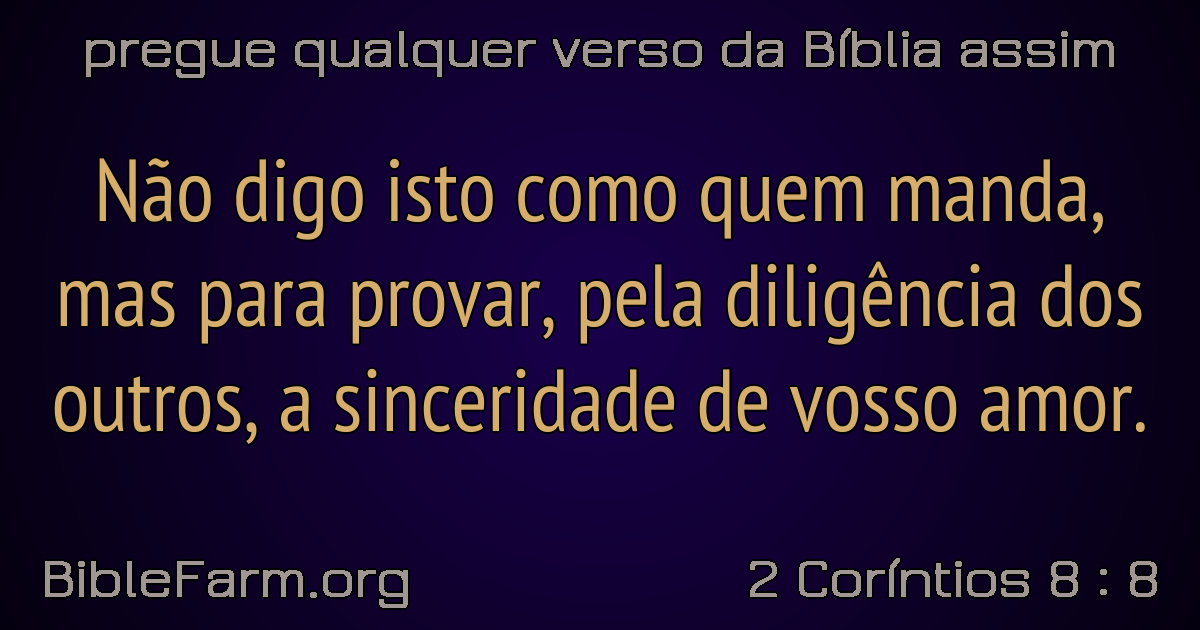 pregue qualquer verso da Bíblia assim
Não digo isto como quem manda,
mas para provar, pela diligência dos
outros, a sinceridade de vosso amor.
BibleFarm.org
2 Coríntios 8 : 8